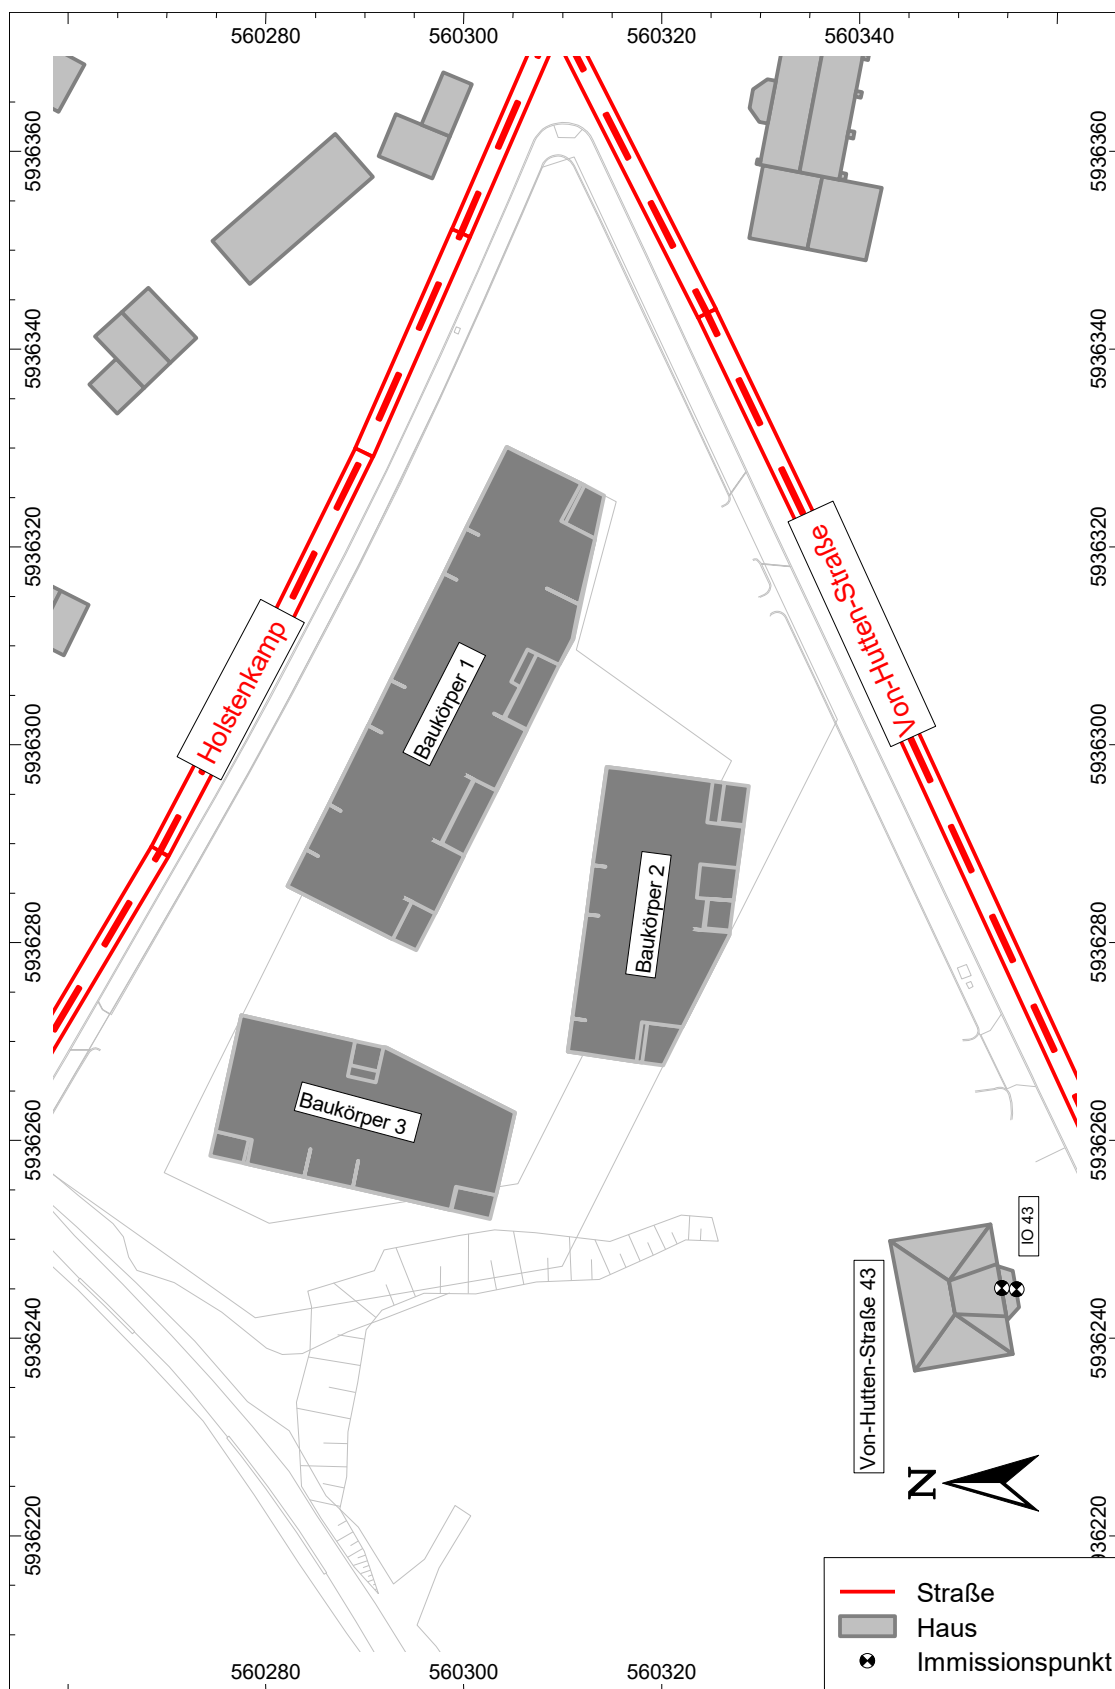 560280
560300
560320
560340
5936360
5936360
5936340
5936340
5936320
5936320
Von-Hutten-Straße
Holstenkamp
Baukörper 1
5936300
5936300
Baukörper 2
5936280
5936280
Baukörper 3
5936260
5936260
IO 43
Von-Hutten-Straße 43
5936240
5936240
N
5936220
5936220
Straße
Haus
Immissionspunkt
560280
560300
560320